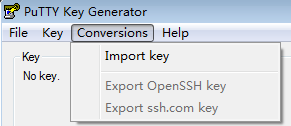 PuTTY Key Generator
File Key Conversions Help
Import key
Key
No key.
Export OpenSSH key
Export ssh.com key